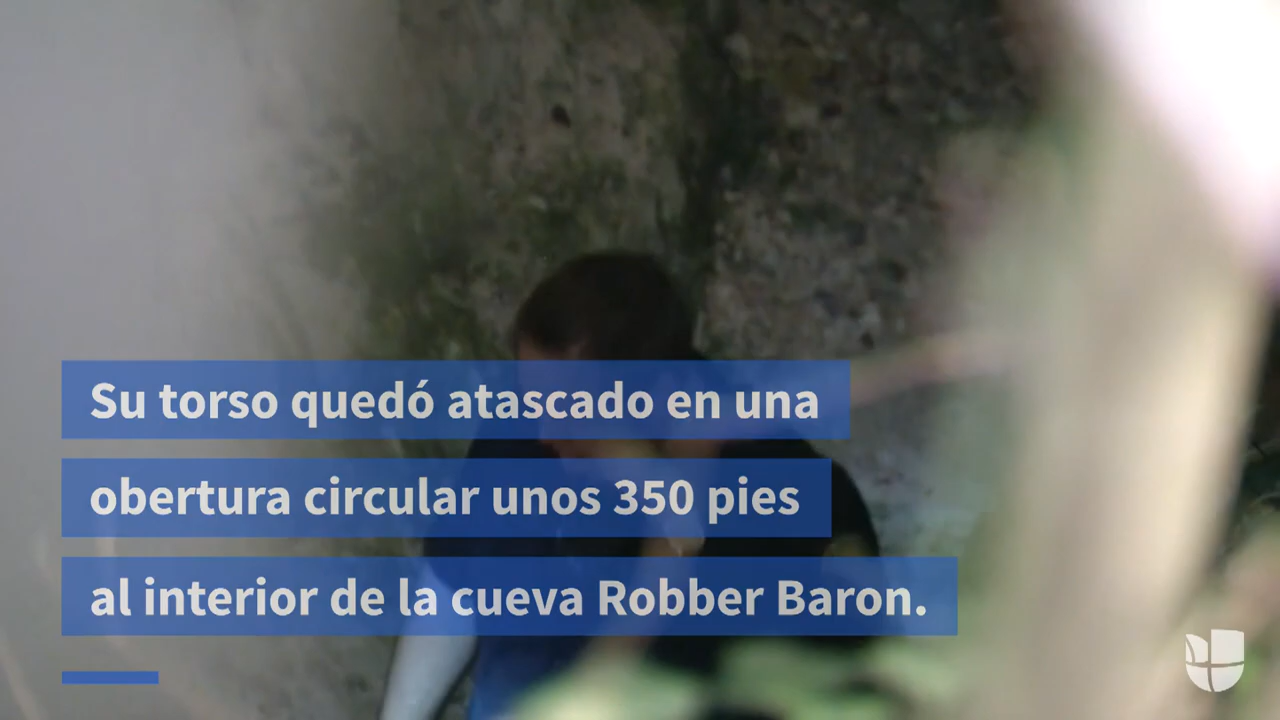 Su torso quedó atascado en una
obertura circular unos 350 pies
al interior de la cueva Robber Baron.